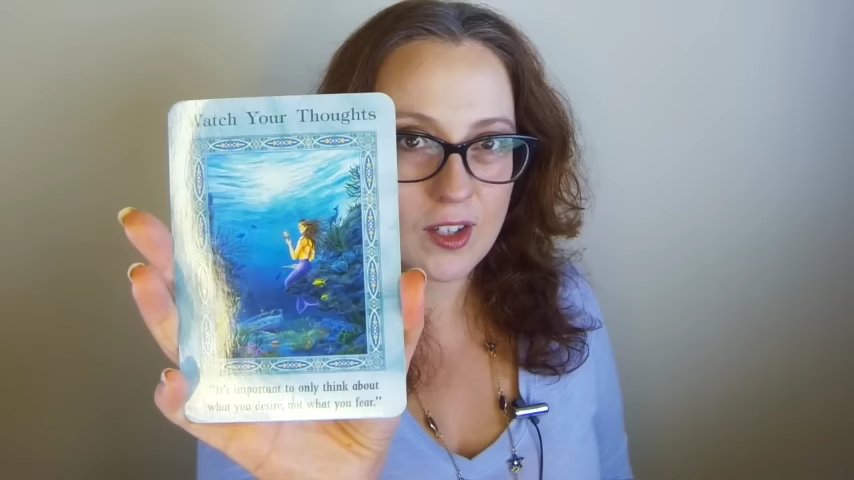 Watch Your Thoughts
"It's important to only think about
what you desire, not what you fear."